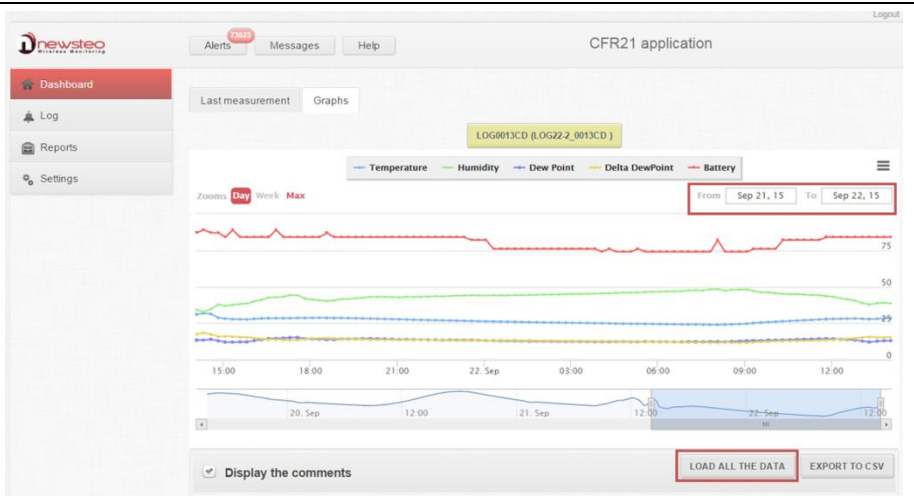 Logout
newsteo
Wireless Monitoring
Alerts 73523 Messages Help
CFR21 application
Dashboard
Log
Reports
Settings
Last measurement Graphs
LOG0013CD (LOG22-2_0013CD )
Temperature Humidity Dew Point Delta DewPoint Battery
Zooms Day Week Max From Sep 21, 15 To Sep 22, 15
75
50
25
0
15:00 18:00 21:00 22. Sep 03:00 06:00 09:00 12:00
20. Sep 12:00 21. Sep 12:00 22. Sep 12:00
Display the comments LOAD ALL THE DATA EXPORT TO CSV